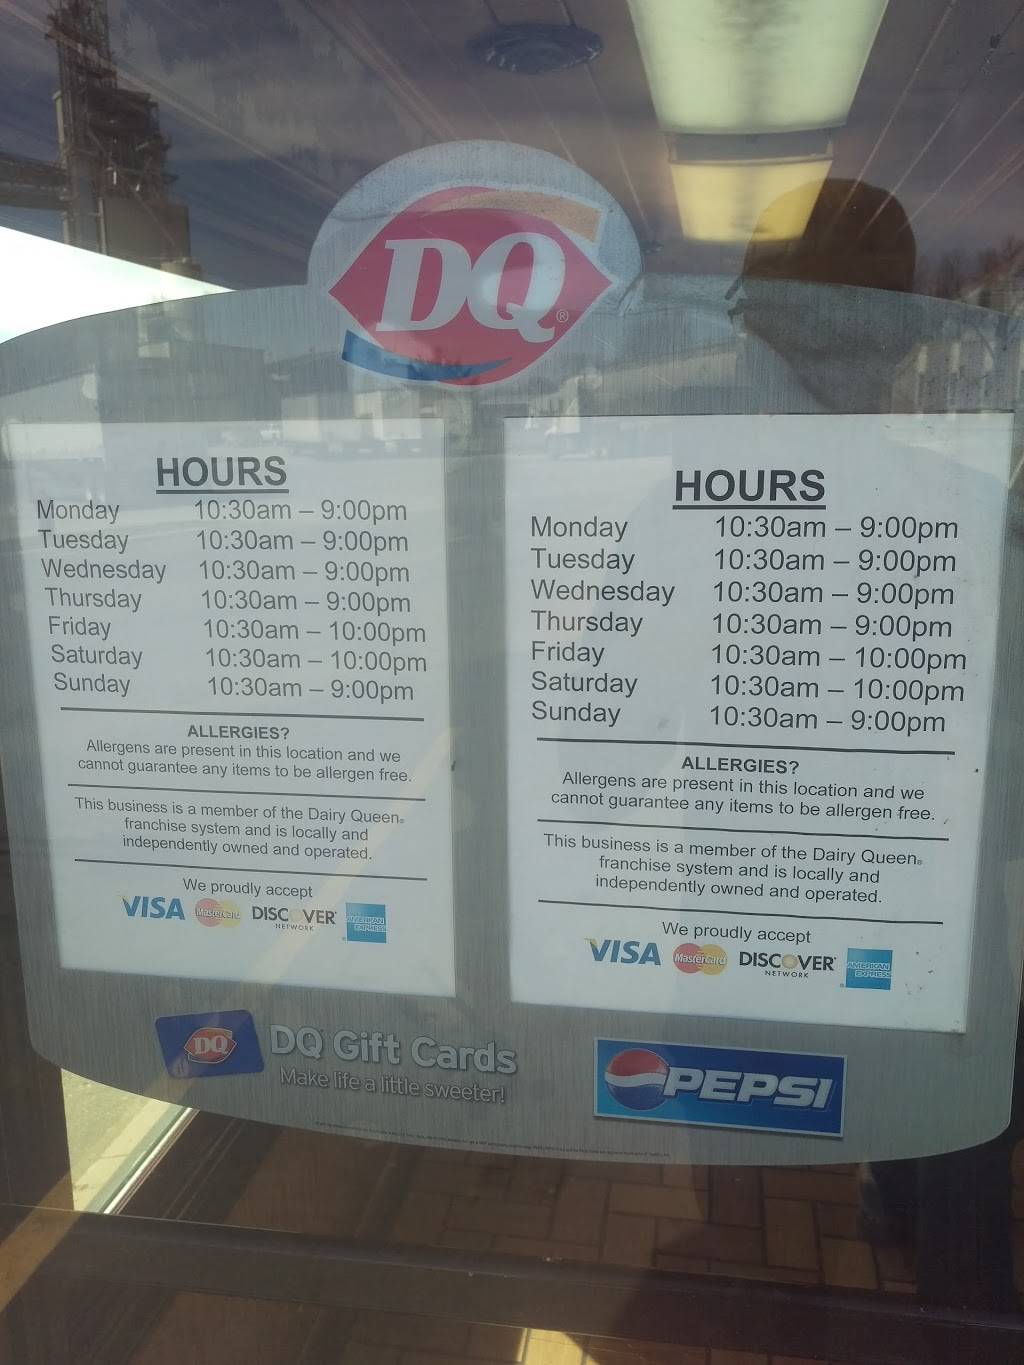 DQ®
HOURS
Monday 10:30am – 9:00pm
Tuesday 10:30am – 9:00pm
Wednesday 10:30am – 9:00pm
Thursday 10:30am – 9:00pm
Friday 10:30am – 10:00pm
Saturday 10:30am – 10:00pm
Sunday 10:30am – 9:00pm
ALLERGIES?
Allergens are present in this location and we
cannot guarantee any items to be allergen free.
This business is a member of the Dairy Queen®
franchise system and is locally and
independently owned and operated.
We proudly accept
VISA MasterCard DISCOVER AMERICAN
NETWORK EXPRESS
HOURS
Monday 10:30am – 9:00pm
Tuesday 10:30am – 9:00pm
Wednesday 10:30am – 9:00pm
Thursday 10:30am – 9:00pm
Friday 10:30am – 10:00pm
Saturday 10:30am – 10:00pm
Sunday 10:30am – 9:00pm
ALLERGIES?
Allergens are present in this location and we
cannot guarantee any items to be allergen free.
This business is a member of the Dairy Queen®
franchise system and is locally and
independently owned and operated.
We proudly accept
VISA MasterCard DISCOVER AMERICAN
NETWORK EXPRESS
DQ DQ Gift Cards
Make life a little sweeter!
PEPSI